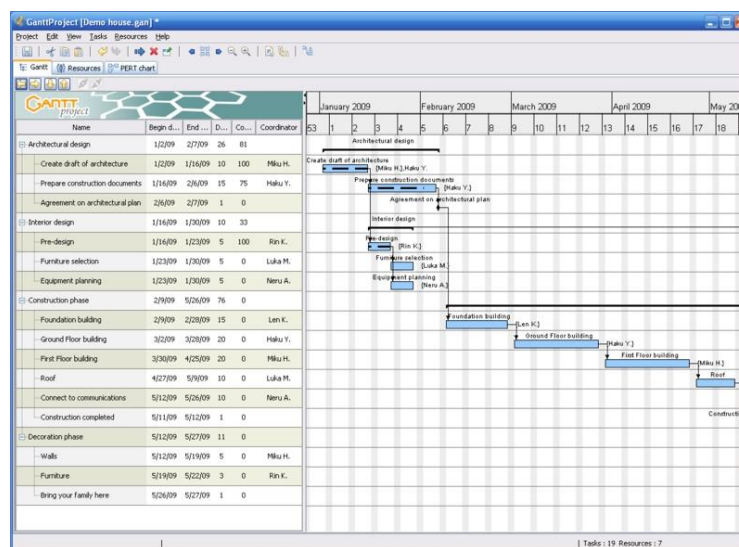 GanttProject [Demo house.gan] *
Project Edit View Tasks Resources Help
Gantt Resources PERT chart
GANTT
project
January 2009 February 2009 March 2009 April 2009 May 200
Name Begin d... End ... D... Co... Coordinator 53 1 2 3 4 5 6 7 8 9 10 11 12 13 14 15 16 17 18
Architectural design 1/2/09 2/7/09 26 81 Architectural design
Create draft of architecture 1/2/09 1/16/09 10 100 Miku H. Create draft of architecture {Miku H.},Haku Y.
Prepare construction documents 1/16/09 2/6/09 15 75 Haku Y. Prepare construction documents {Haku Y.}
Agreement on architectural plan 2/6/09 2/7/09 1 0 Agreement on architectural plan
Interior design 1/16/09 1/30/09 10 33 Interior design
Pre-design 1/16/09 1/23/09 5 100 Rin K. Pre-design {Rin K.}
Furniture selection 1/23/09 1/30/09 5 0 Luka M. Furniture selection {Luka M.}
Equipment planning 1/23/09 1/30/09 5 0 Neru A. Equipment planning {Neru A.}
Construction phase 2/9/09 5/26/09 76 0
Foundation building 2/9/09 2/28/09 15 0 Len K. Foundation building {Len K.}
Ground Floor building 3/2/09 3/28/09 20 0 Haku Y. Ground Floor building {Haku Y.}
First Floor building 3/30/09 4/25/09 20 0 Miku H. First Floor building {Miku H.}
Roof 4/27/09 5/9/09 10 0 Luka M. Roof
Connect to communications 5/12/09 5/26/09 10 0 Neru A.
Construction completed 5/11/09 5/12/09 1 0 Constructi
Decoration phase 5/12/09 5/27/09 11 0
Walls 5/12/09 5/19/09 5 0 Miku H.
Furniture 5/19/09 5/22/09 3 0 Rin K.
Bring your family here 5/26/09 5/27/09 1 0
Tasks : 19 Resources : 7